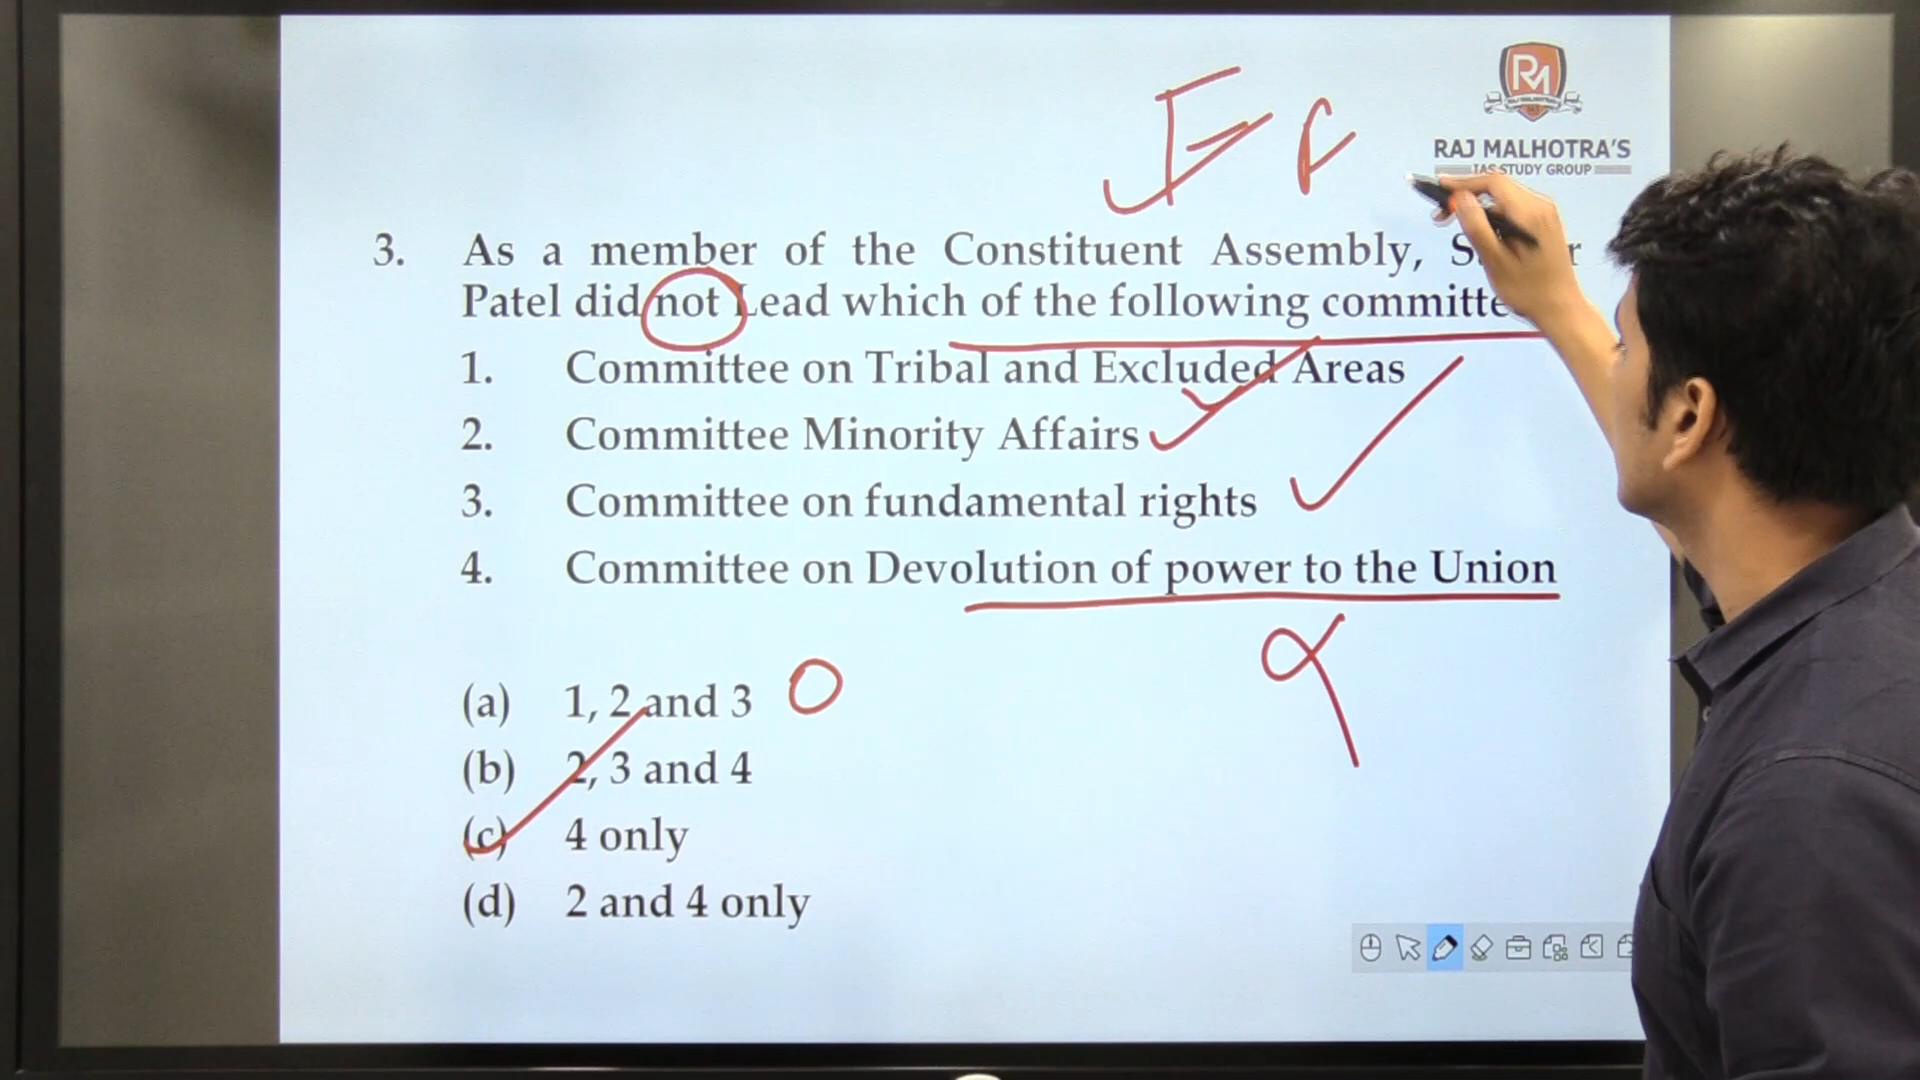 RM
RAJ MALHOTRA'S
IAS STUDY GROUP
3. As a member of the Constituent Assembly,
Patel did not Lead which of the following
1. Committee on Tribal and Excluded Areas
2. Committee Minority Affairs
3. Committee on fundamental rights
4. Committee on Devolution of power to the Union
(a) 1, 2 and 3
(b) 2, 3 and 4
(c) 4 only
(d) 2 and 4 only